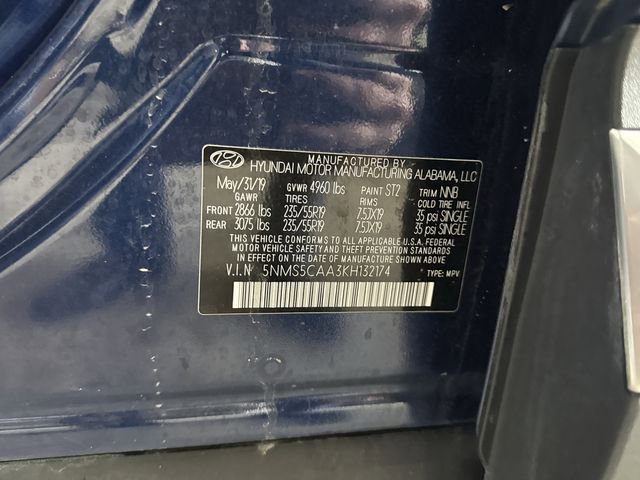 MANUFACTURED BY
HYUNDAI MOTOR MANUFACTURING ALABAMA, LLC
May/31/19 GVWR 4960 lbs PAINT ST2 TRIM NNB
GAWR TIRES RIMS COLD TIRE INFL
FRONT 2866 lbs 235/55R19 7.5JX19 35 psi SINGLE
REAR 3075 lbs 235/55R19 7.5JX19 35 psi SINGLE
THIS VEHICLE CONFORMS TO ALL APPLICABLE U.S.A. FEDERAL
MOTOR VEHICLE SAFETY AND THEFT PREVENTION STANDARDS
IN EFFECT ON THE DATE OF MANUFACTURE SHOWN ABOVE.
V.I.N 5NMS5CAA3KH132174 TYPE: MPV